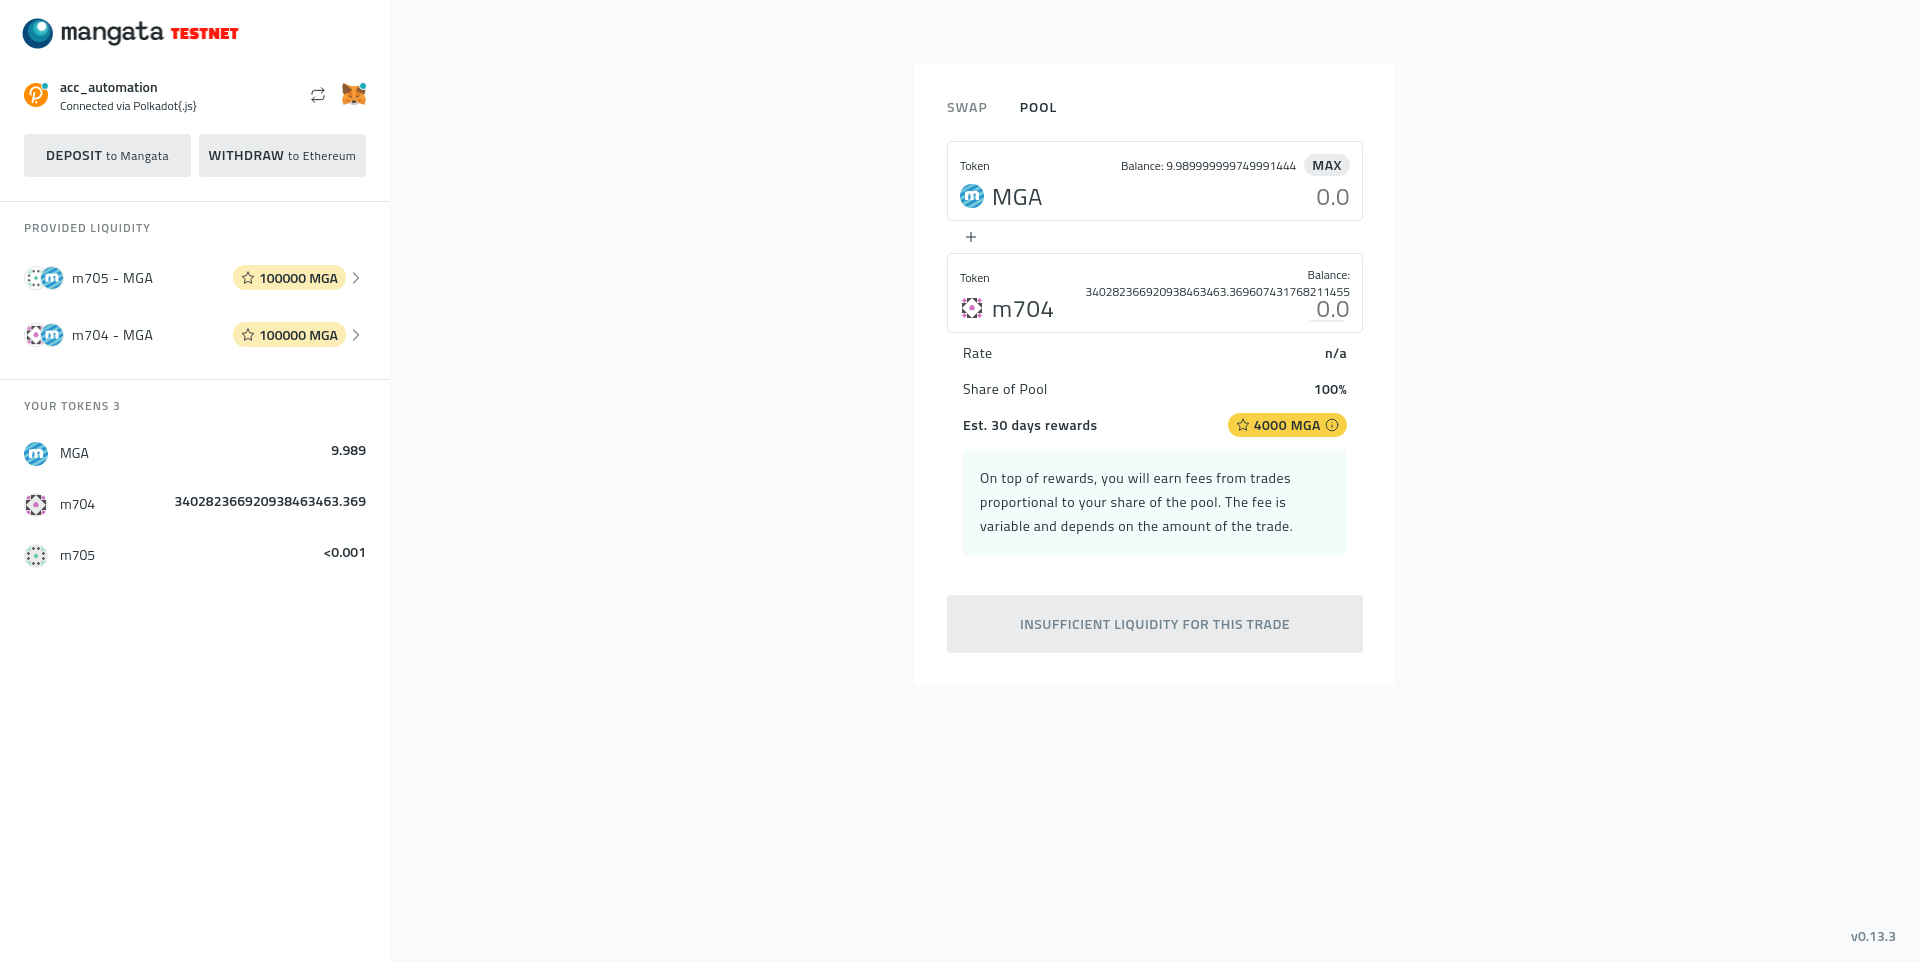 mangata TESTNET
acc_automation
Connected via Polkadot{.js}
DEPOSIT to Mangata
WITHDRAW to Ethereum
PROVIDED LIQUIDITY
m705 - MGA
100000 MGA
m704 - MGA
100000 MGA
YOUR TOKENS 3
MGA
9.989
m704
340282366920938463463.369
m705
<0.001
SWAP
POOL
Token
Balance: 9.989999999749991444
MAX
MGA
0.0
Token
Balance:
340282366920938463463.369607431768211455
m704
0.0
Rate
n/a
Share of Pool
100%
Est. 30 days rewards
4000 MGA
On top of rewards, you will earn fees from trades
proportional to your share of the pool. The fee is
variable and depends on the amount of the trade.
INSUFFICIENT LIQUIDITY FOR THIS TRADE
v0.13.3